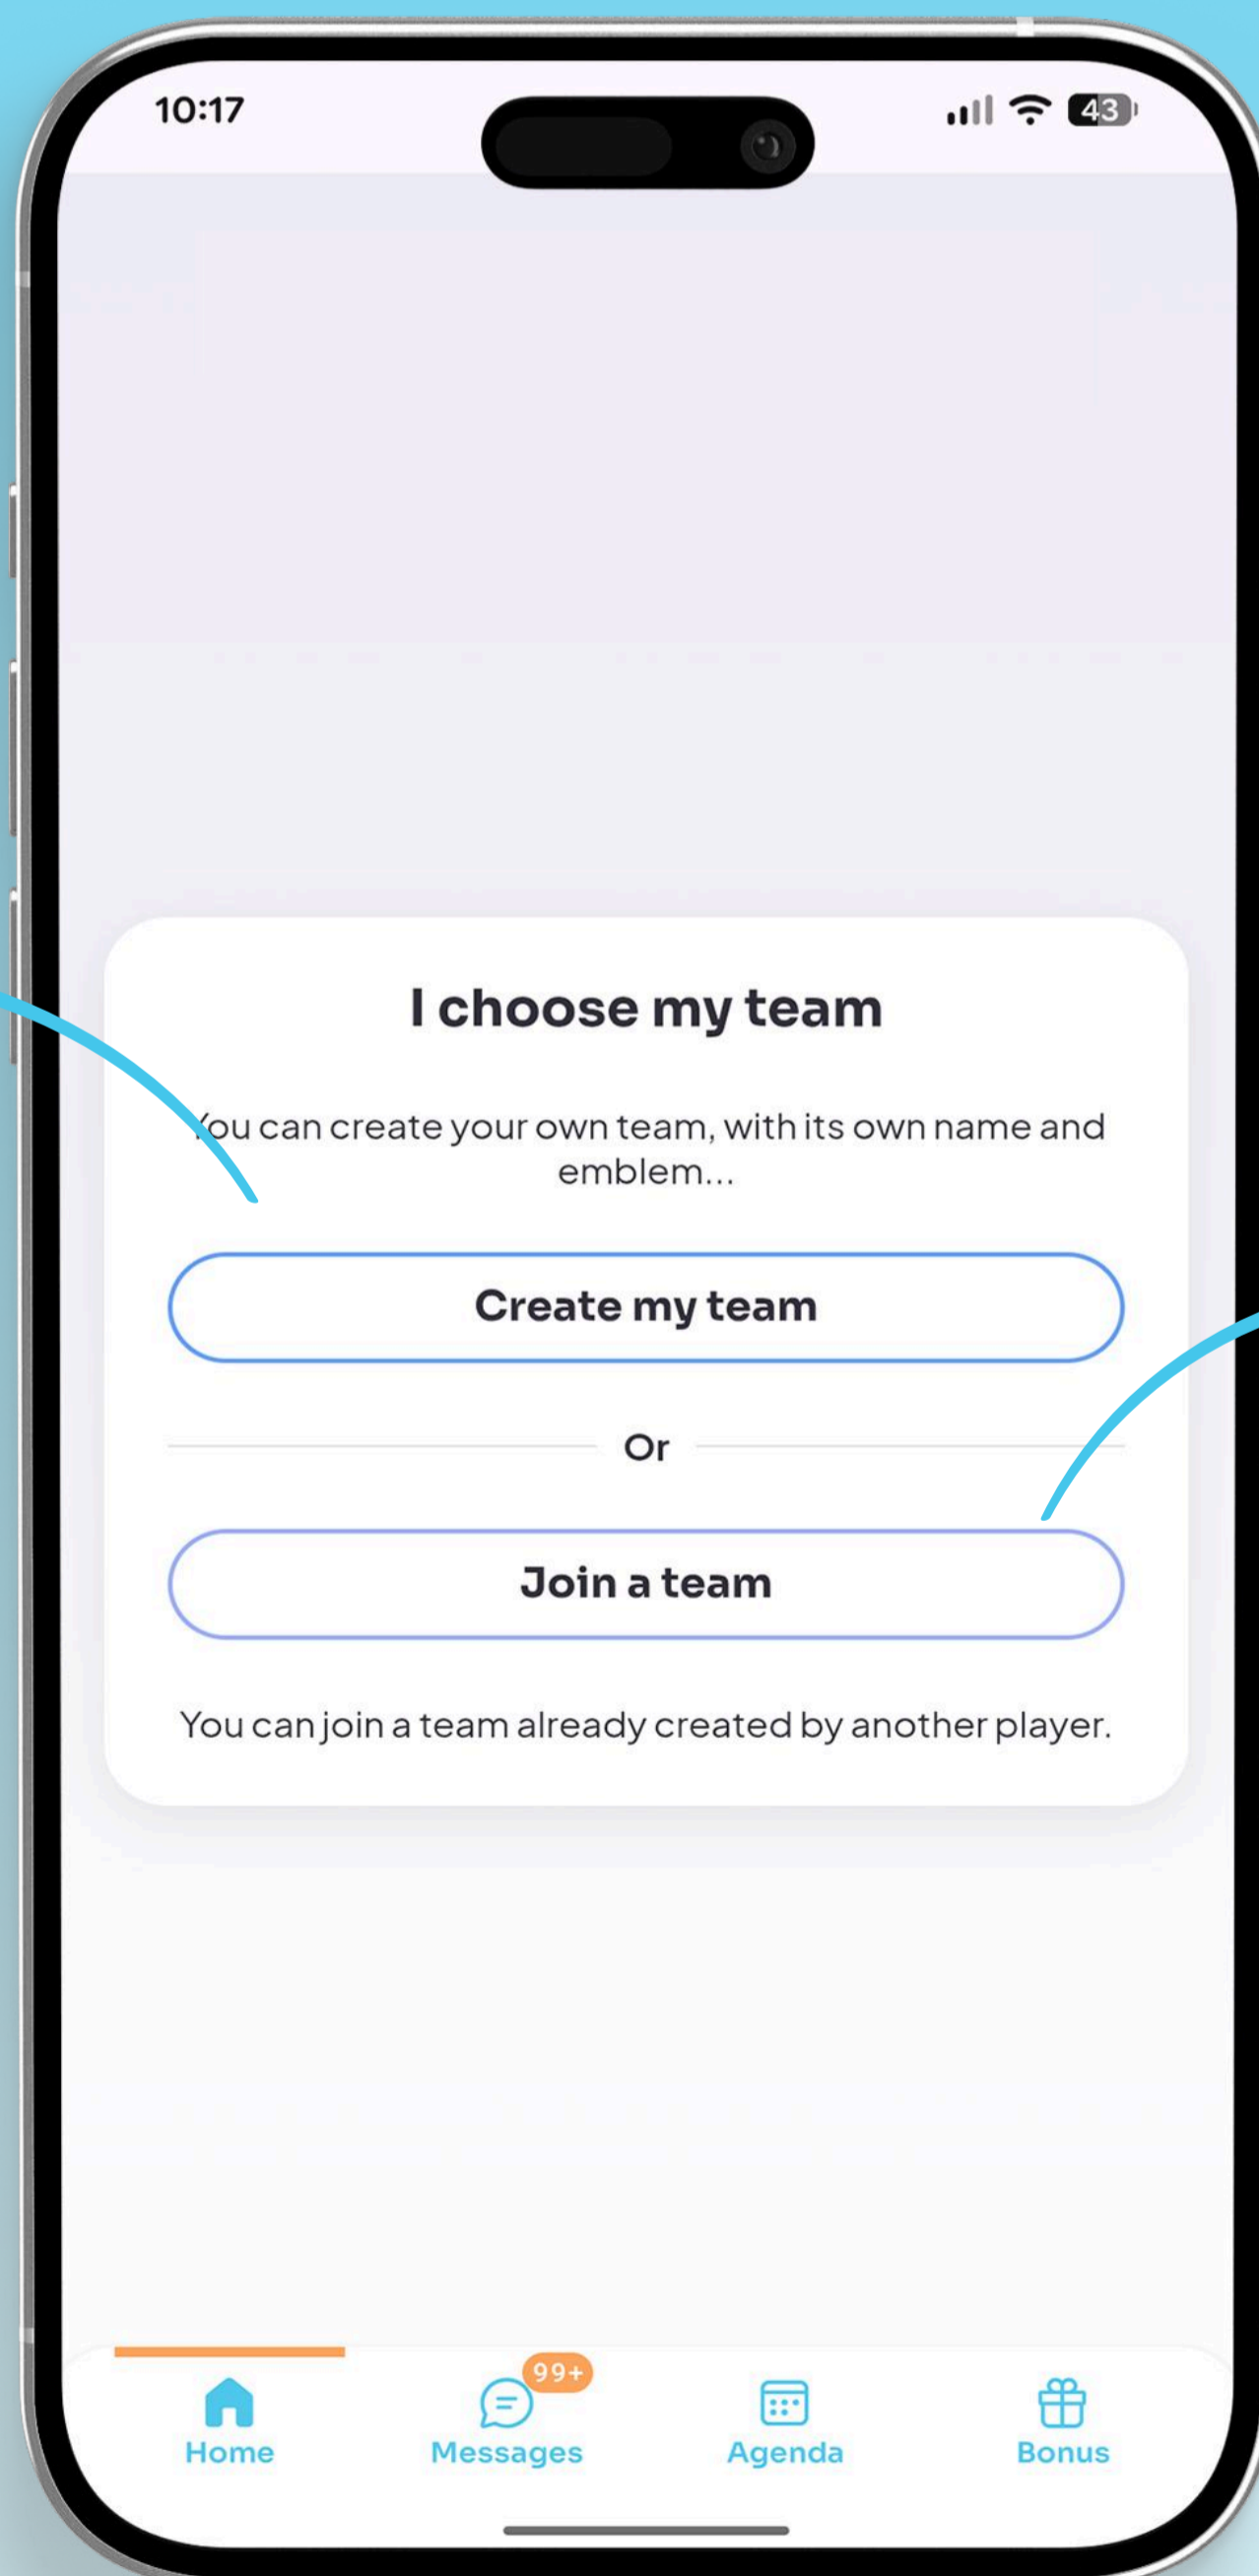 10:17
43
I choose my team
You can create your own team, with its own name and
emblem...
Create my team
Or
Join a team
You can join a team already created by another player.
99+
Home
Messages
Agenda
Bonus